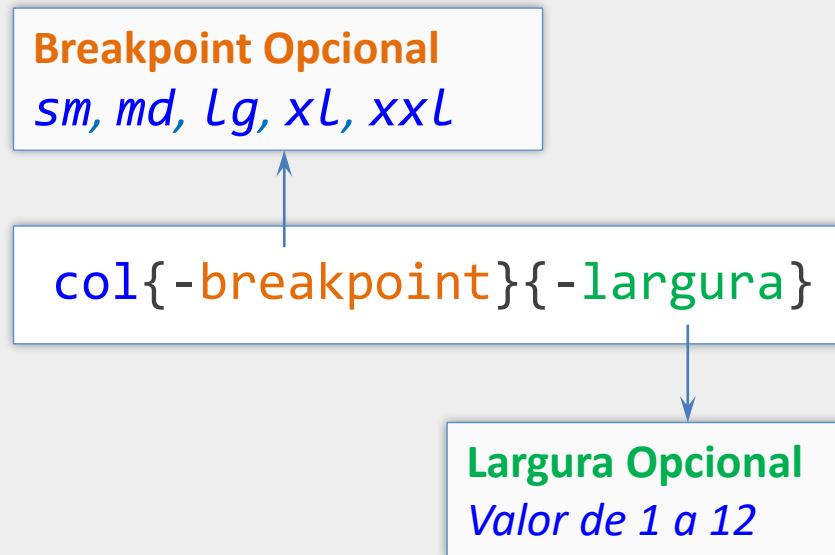 Breakpoint Opcional
sm, md, lg, xl, xxl
col{-breakpoint}{-largura}
Largura Opcional
Valor de 1 a 12